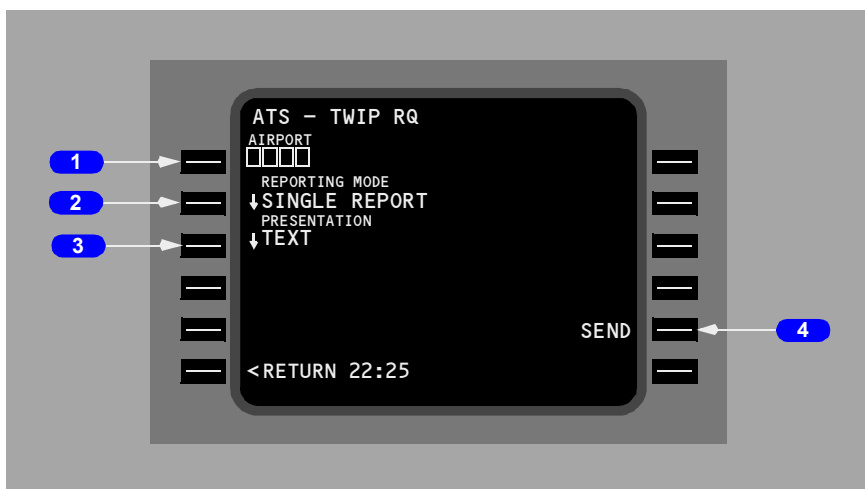 ATS – TWIP RQ
AIRPORT
1
REPORTING MODE
2 ↓SINGLE REPORT
PRESENTATION
3 ↓TEXT
SEND 4
<RETURN 22:25